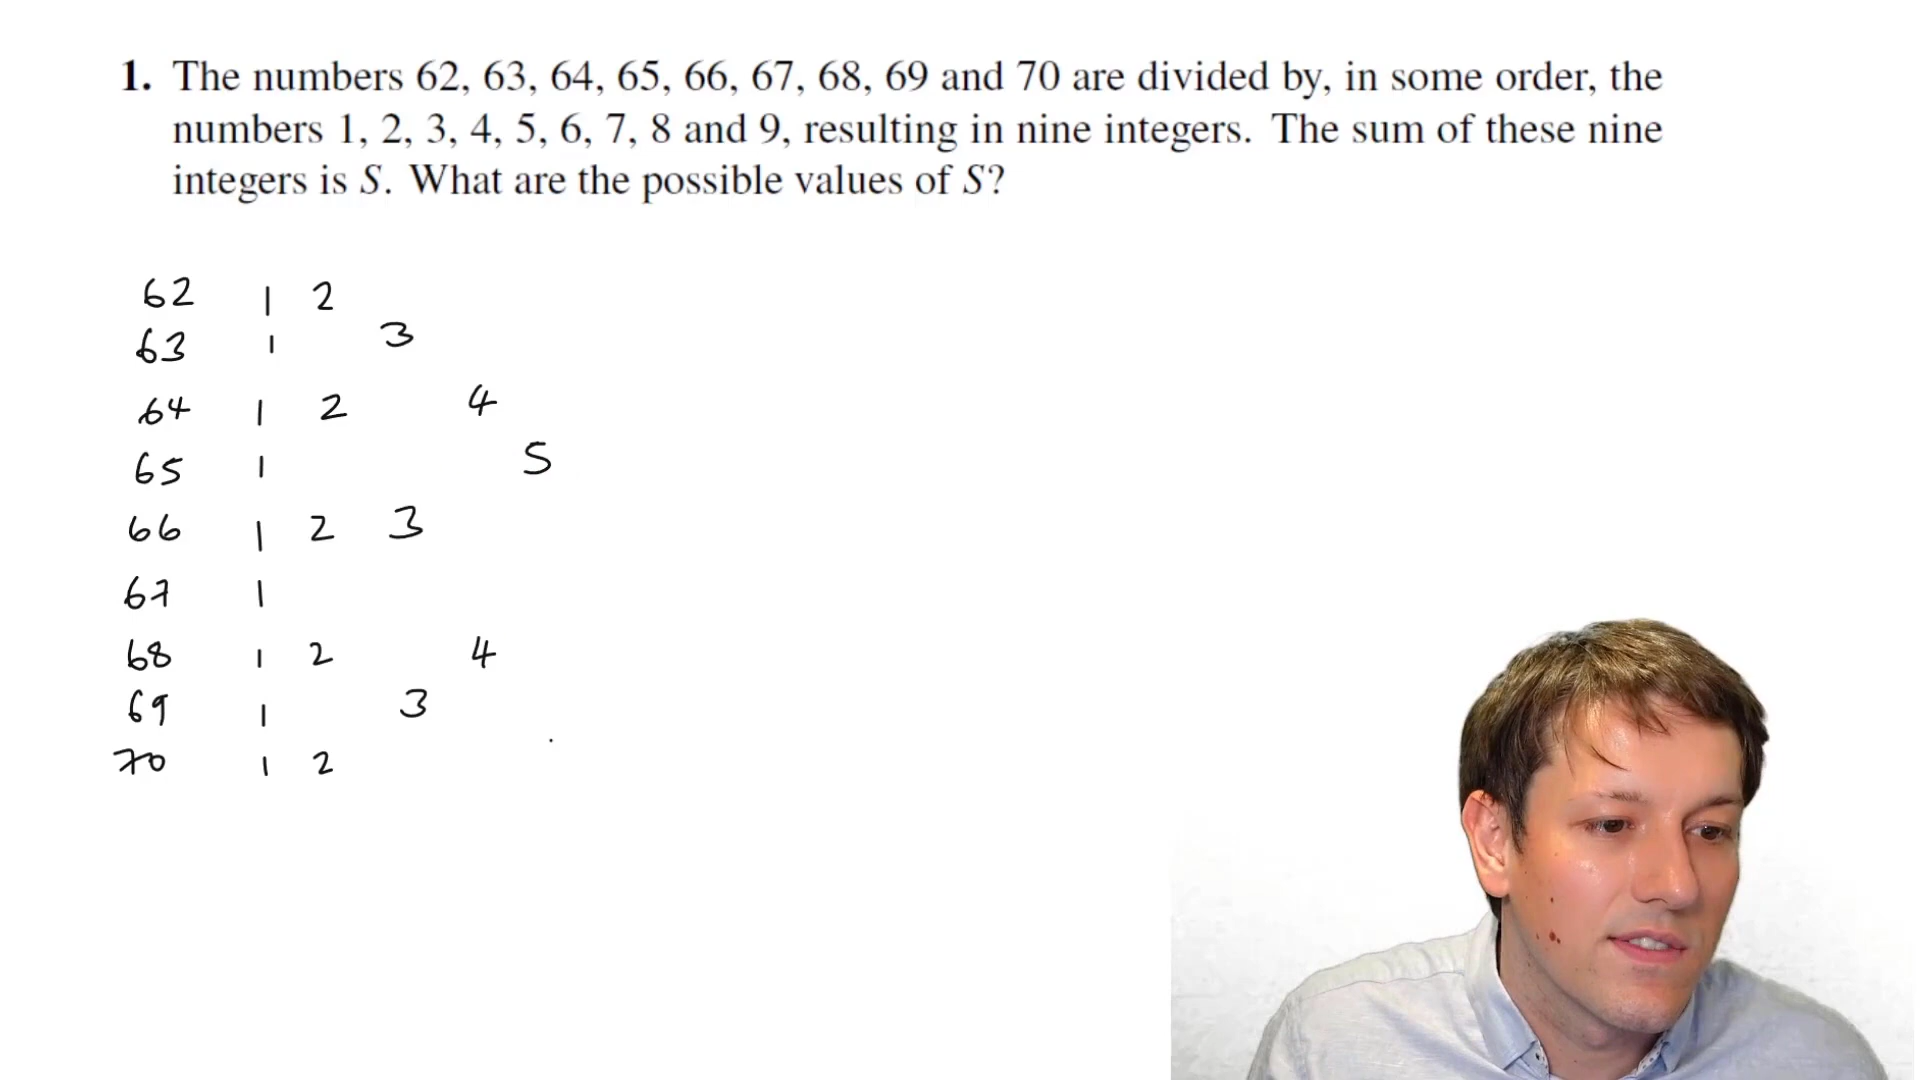 1. The numbers 62, 63, 64, 65, 66, 67, 68, 69 and 70 are divided by, in some order, the
numbers 1, 2, 3, 4, 5, 6, 7, 8 and 9, resulting in nine integers. The sum of these nine
integers is S. What are the possible values of S?
62 1 2
63 1 3
64 1 2 4
65 1 5
66 1 2 3
67 1
68 1 2 4
69 1 3
70 1 2